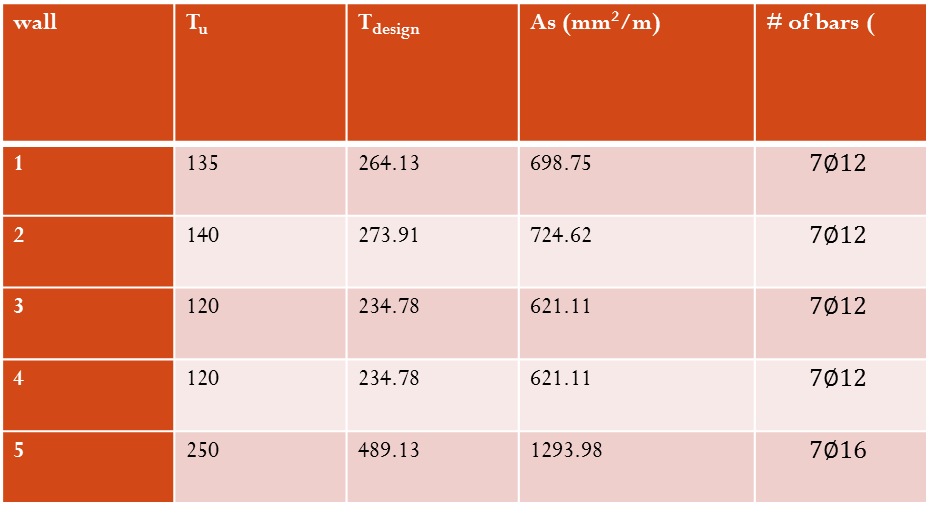 wall Tu Tdesign As (mm²/m) # of bars (
1 135 264.13 698.75 7Ø12
2 140 273.91 724.62 7Ø12
3 120 234.78 621.11 7Ø12
4 120 234.78 621.11 7Ø12
5 250 489.13 1293.98 7Ø16